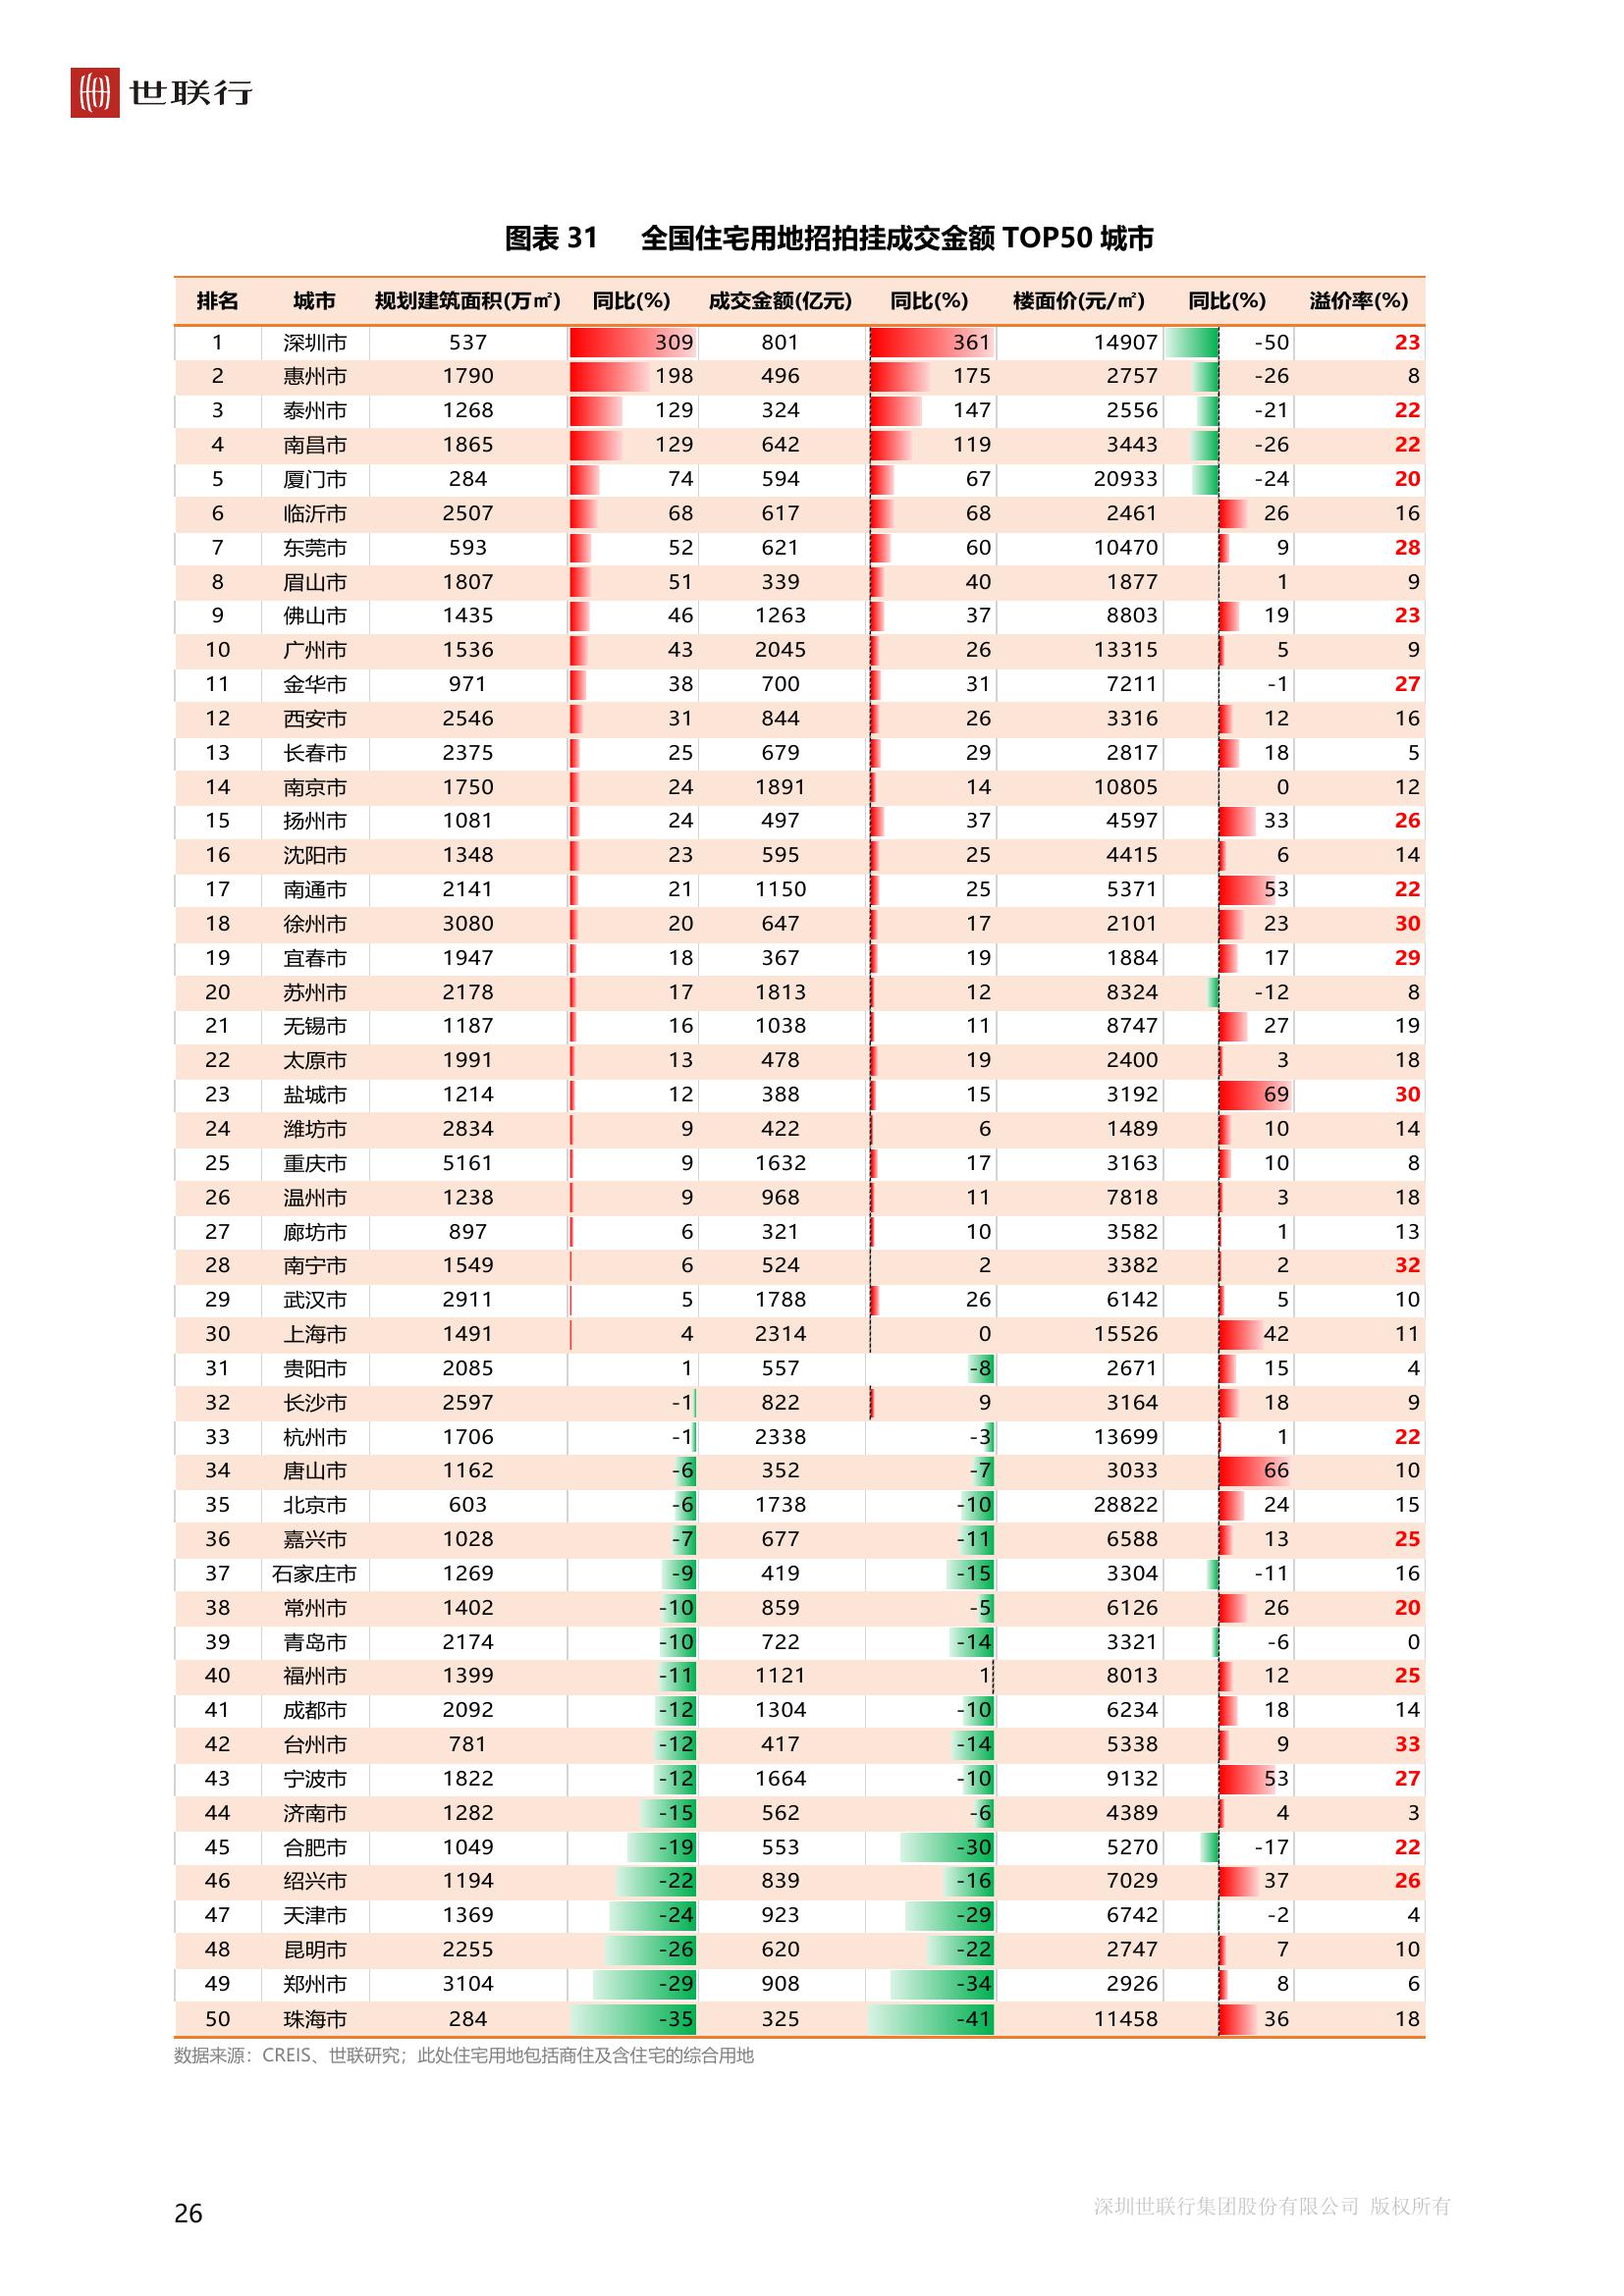 世联行
图表 31 全国住宅用地招拍挂成交金额 TOP50 城市
排名 城市 规划建筑面积(万㎡) 同比(%) 成交金额(亿元) 同比(%) 楼面价(元/㎡) 同比(%) 溢价率(%)
1 深圳市 537 309 801 361 14907 -50 23
2 惠州市 1790 198 496 175 2757 -26 8
3 泰州市 1268 129 324 147 2556 -21 22
4 南昌市 1865 129 642 119 3443 -26 22
5 厦门市 284 74 594 67 20933 -24 20
6 临沂市 2507 68 617 68 2461 26 16
7 东莞市 593 52 621 60 10470 9 28
8 眉山市 1807 51 339 40 1877 1 9
9 佛山市 1435 46 1263 37 8803 19 23
10 广州市 1536 43 2045 26 13315 5 9
11 金华市 971 38 700 31 7211 -1 27
12 西安市 2546 31 844 26 3316 12 16
13 长春市 2375 25 679 29 2817 18 5
14 南京市 1750 24 1891 14 10805 0 12
15 扬州市 1081 24 497 37 4597 33 26
16 沈阳市 1348 23 595 25 4415 6 14
17 南通市 2141 21 1150 25 5371 53 22
18 徐州市 3080 20 647 17 2101 23 30
19 宜春市 1947 18 367 19 1884 17 29
20 苏州市 2178 17 1813 12 8324 -12 8
21 无锡市 1187 16 1038 11 8747 27 19
22 太原市 1991 13 478 19 2400 3 18
23 盐城市 1214 12 388 15 3192 69 30
24 潍坊市 2834 9 422 6 1489 10 14
25 重庆市 5161 9 1632 17 3163 10 8
26 温州市 1238 9 968 11 7818 3 18
27 廊坊市 897 6 321 10 3582 1 13
28 南宁市 1549 6 524 2 3382 2 32
29 武汉市 2911 5 1788 26 6142 5 10
30 上海市 1491 4 2314 0 15526 42 11
31 贵阳市 2085 1 557 -8 2671 15 4
32 长沙市 2597 -1 822 9 3164 18 9
33 杭州市 1706 -1 2338 -3 13699 1 22
34 唐山市 1162 -6 352 -7 3033 66 10
35 北京市 603 -6 1738 -10 28822 24 15
36 嘉兴市 1028 -7 677 -11 6588 13 25
37 石家庄市 1269 -9 419 -15 3304 -11 16
38 常州市 1402 -10 859 -5 6126 26 20
39 青岛市 2174 -10 722 -14 3321 -6 0
40 福州市 1399 -11 1121 1 8013 12 25
41 成都市 2092 -12 1304 -10 6234 18 14
42 台州市 781 -12 417 -14 5338 9 33
43 宁波市 1822 -12 1664 -10 9132 53 27
44 济南市 1282 -15 562 -6 4389 4 3
45 合肥市 1049 -19 553 -30 5270 -17 22
46 绍兴市 1194 -22 839 -16 7029 37 26
47 天津市 1369 -24 923 -29 6742 -2 4
48 昆明市 2255 -26 620 -22 2747 7 10
49 郑州市 3104 -29 908 -34 2926 8 6
50 珠海市 284 -35 325 -41 11458 36 18
数据来源：CREIS、世联研究；此处住宅用地包括商住及含住宅的综合用地
26
深圳世联行集团股份有限公司 版权所有